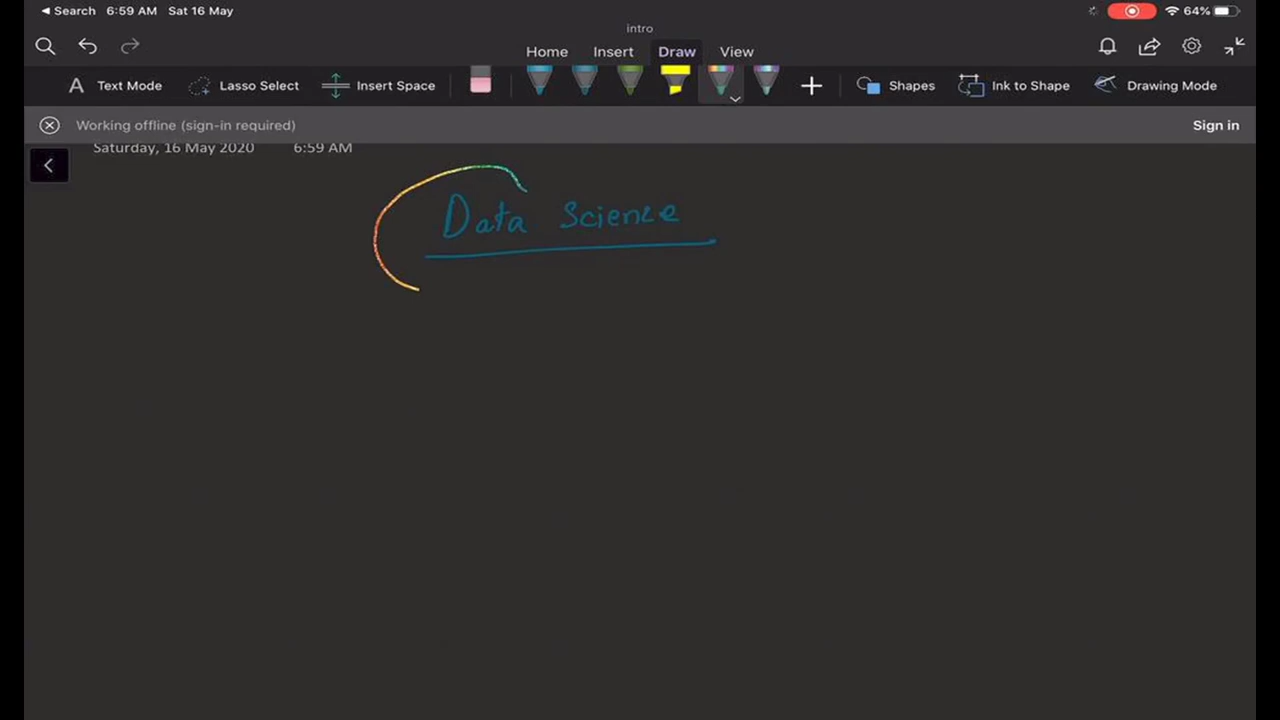 Search 6:59 AM Sat 16 May 64%
intro
Home Insert Draw View
Text Mode Lasso Select Insert Space Shapes Ink to Shape Drawing Mode
Working offline (sign-in required) Sign in
Saturday, 16 May 2020 6:59 AM
Data Science